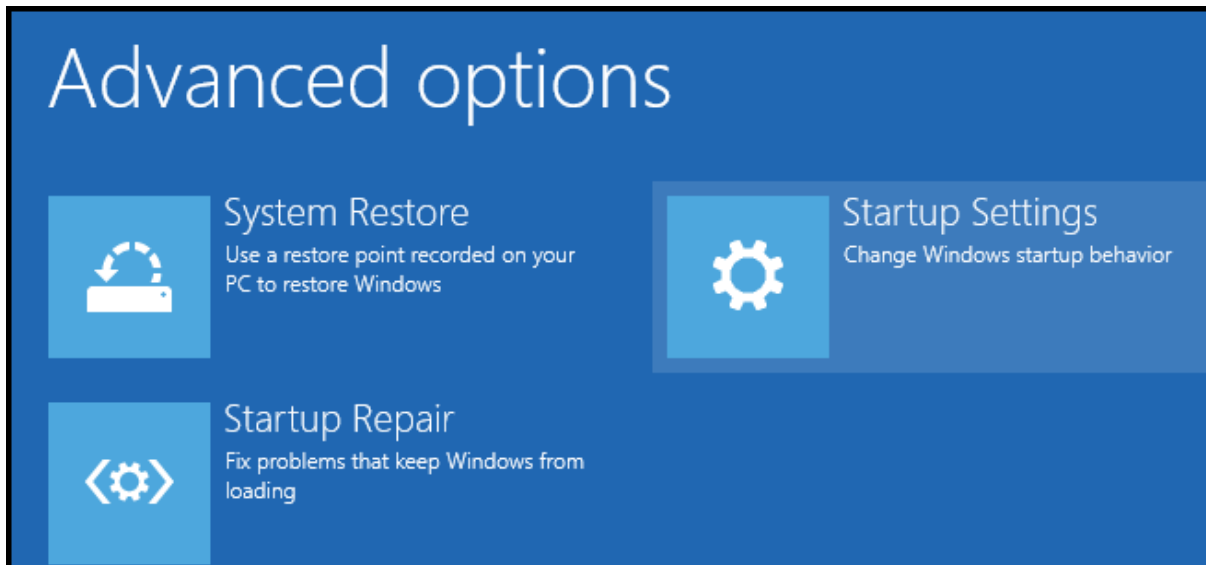 Advanced options
System Restore
Use a restore point recorded on your
PC to restore Windows
Startup Repair
Fix problems that keep Windows from
loading
Startup Settings
Change Windows startup behavior